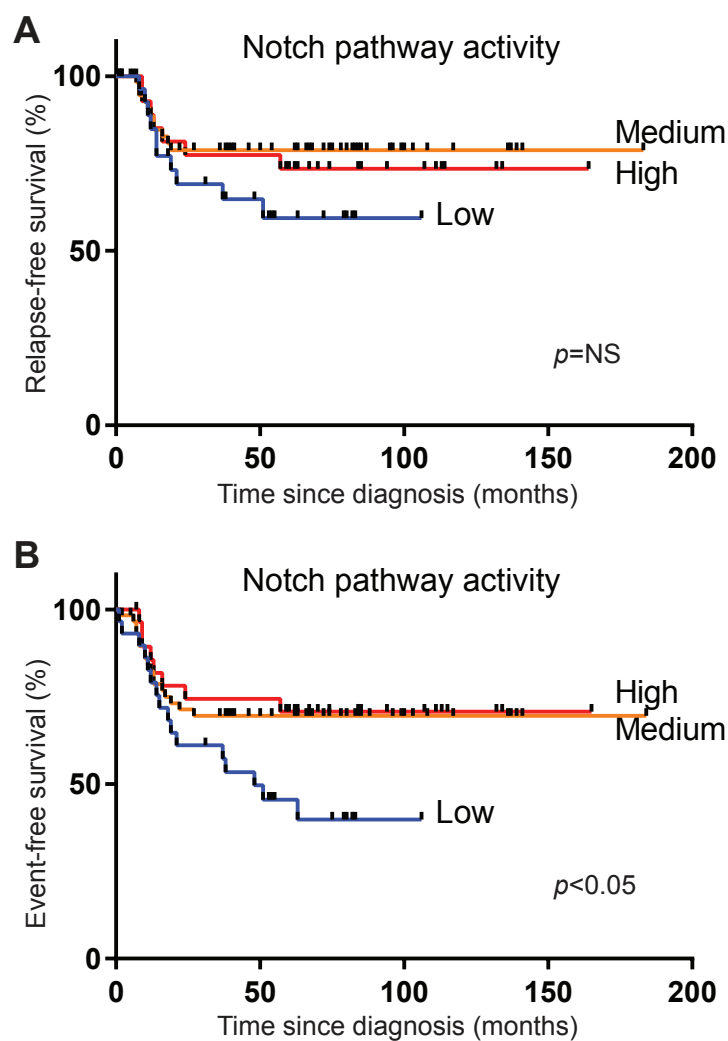 A
Notch pathway activity
Relapse-free survival (%)
100
50
0
Medium
High
Low
p=NS
0 50 100 150 200
Time since diagnosis (months)
B
Notch pathway activity
Event-free survival (%)
100
50
0
High
Medium
Low
p<0.05
0 50 100 150 200
Time since diagnosis (months)